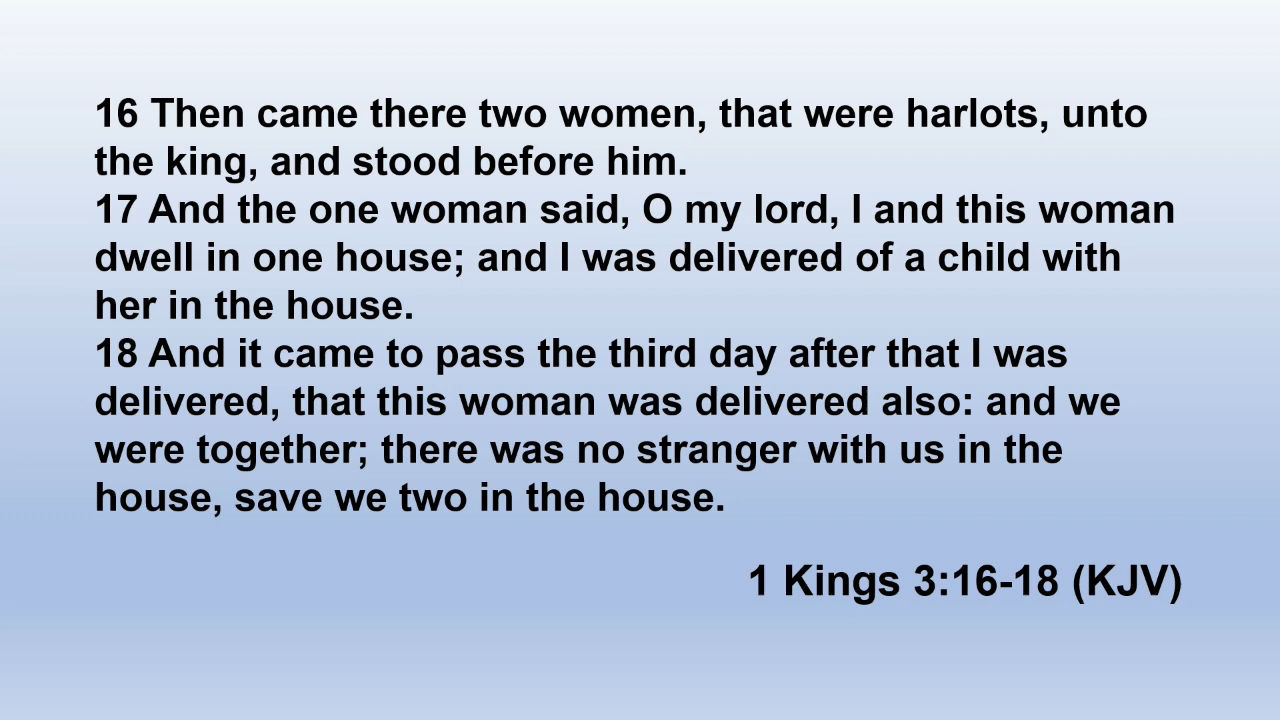 16 Then came there two women, that were harlots, unto
the king, and stood before him.
17 And the one woman said, O my lord, I and this woman
dwell in one house; and I was delivered of a child with
her in the house.
18 And it came to pass the third day after that I was
delivered, that this woman was delivered also: and we
were together; there was no stranger with us in the
house, save we two in the house.
1 Kings 3:16-18 (KJV)